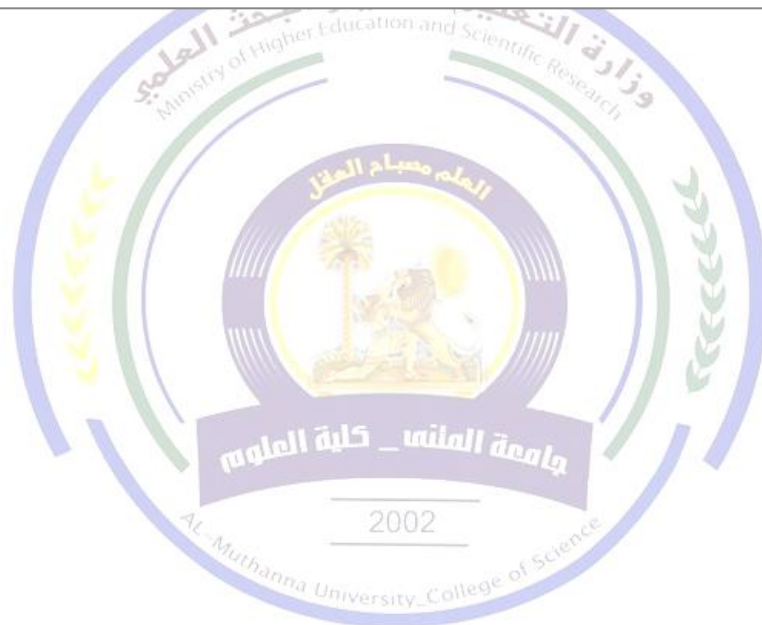 وزارة التعليم العالي والبحث العلمي
Ministry of Higher Education and Scientific Research
العلم مصباح العقل
جامعة المثنى _ كلية العلوم
2002
AL-Muthanna University_College of Science